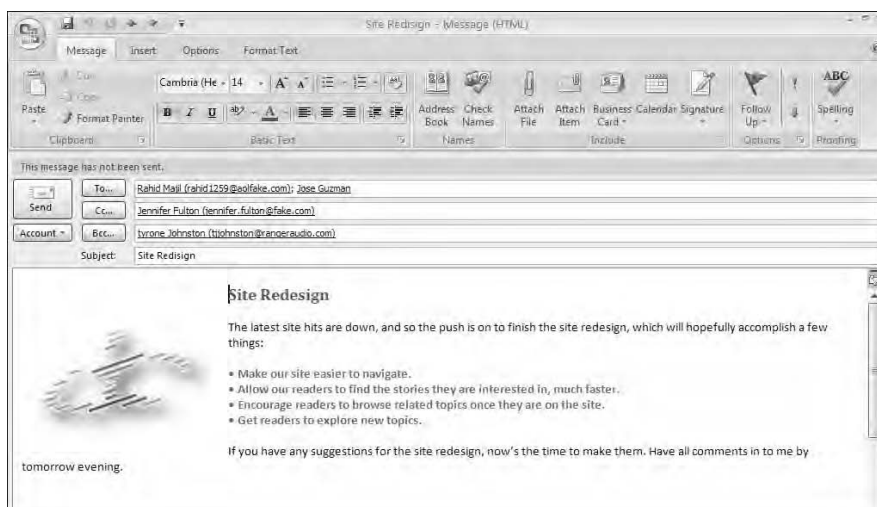 Site Redisign - Message (HTML)
Message Insert Options Format Text
Cut
Cambria (He - 14
ABC
Copy
Paste
Format Painter
B I U
Address Book
Check Names
Attach File
Attach Item
Business Card
Calendar
Signature
Follow Up
Spelling
Clipboard
Basic Text
Names
Include
Options
Proofing
This message has not been sent.
To... Rahid Majil (rahid1259@aolfake.com); Jose Guzman
Send
Cc... Jennifer Fulton (jennifer.fulton@fake.com)
Account Bcc... tyrone Johnston (ttjohnston@rangeraudio.com)
Subject: Site Redisign
Site Redesign
The latest site hits are down, and so the push is on to finish the site redesign, which will hopefully accomplish a few
things:
• Make our site easier to navigate.
• Allow our readers to find the stories they are interested in, much faster.
• Encourage readers to browse related topics once they are on the site.
• Get readers to explore new topics.
If you have any suggestions for the site redesign, now's the time to make them. Have all comments in to me by
tomorrow evening.